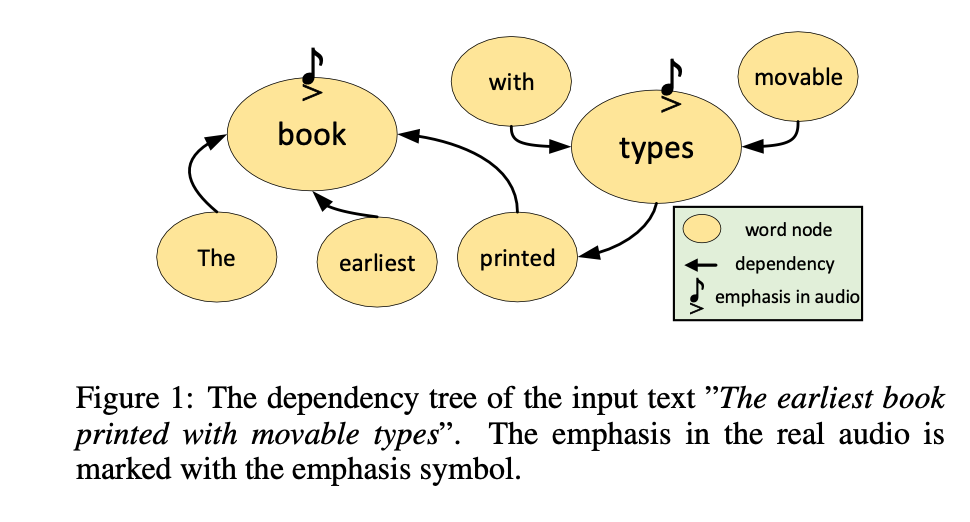 with
movable
book
types
The
earliest
printed
word node
dependency
emphasis in audio
Figure 1: The dependency tree of the input text ”The earliest book
printed with movable types”. The emphasis in the real audio is
marked with the emphasis symbol.